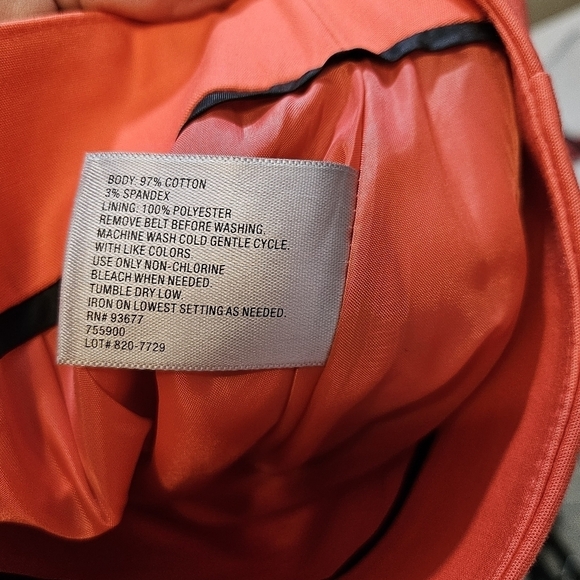 BODY: 97% COTTON
3% SPANDEX
LINING: 100% POLYESTER
REMOVE BELT BEFORE WASHING.
MACHINE WASH COLD GENTLE CYCLE.
WITH LIKE COLORS.
USE ONLY NON-CHLORINE
BLEACH WHEN NEEDED.
TUMBLE DRY LOW.
IRON ON LOWEST SETTING AS NEEDED.
RN# 93677
755900
LOT# 820-7729